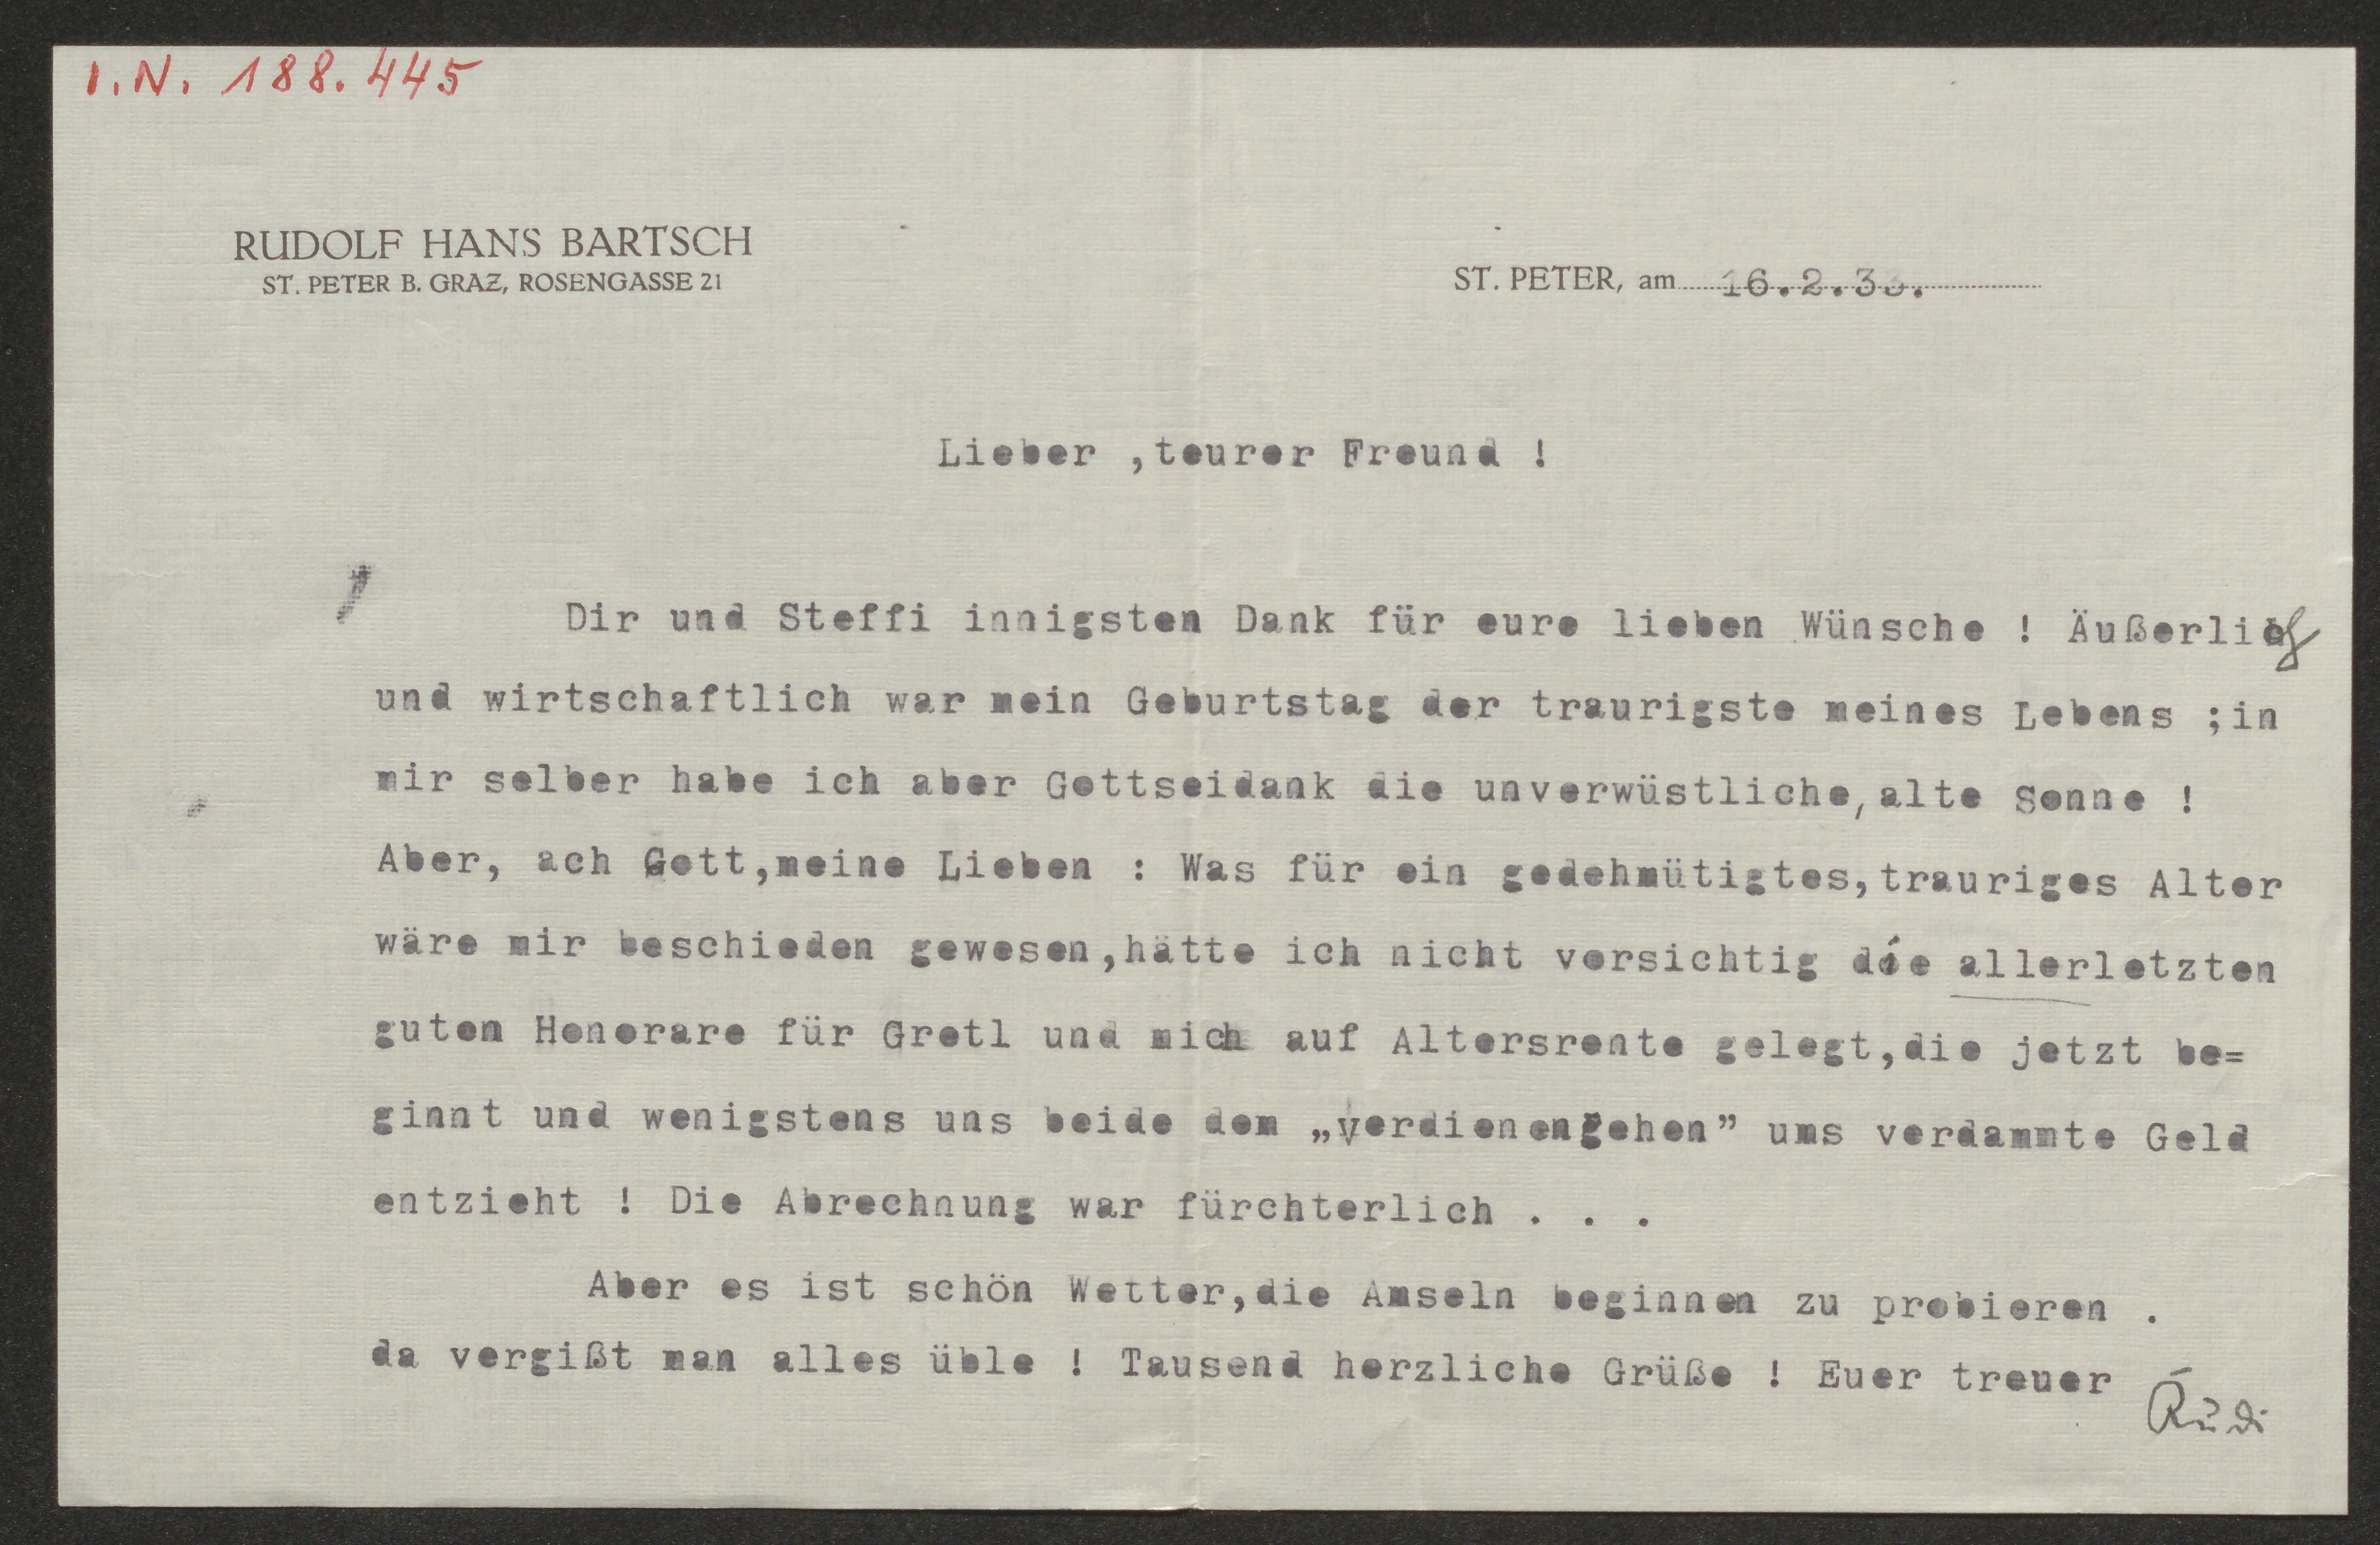 I.N. 188.445
RUDOLF HANS BARTSCH
ST. PETER B. GRAZ, ROSENGASSE 21
ST. PETER, am 16.2.33.
Lieber ,teurer Freund !
Dir und Steffi innigsten Dank für eure lieben Wünsche ! Äußerlich
und wirtschaftlich war mein Geburtstag der traurigste meines Lebens ;in
mir selber habe ich aber Gottseidank die unverwüstliche,alte Sonne !
Aber, ach Gott,meine Lieben : Was für ein gedehmütigtes,trauriges Alter
wäre mir beschieden gewesen,hätte ich nicht vorsichtig die allerletzten
guten Honorare für Gretl und mich auf Altersrente gelegt,die jetzt be=
ginnt und wenigstens uns beide dem „verdienengehen” ums verdammte Geld
entzieht ! Die Abrechnung war fürchterlich . . .
Aber es ist schön Wetter,die Amseln beginnen zu probieren .
da vergißt man alles üble ! Tausend herzliche Grüße ! Euer treuer
Rudi